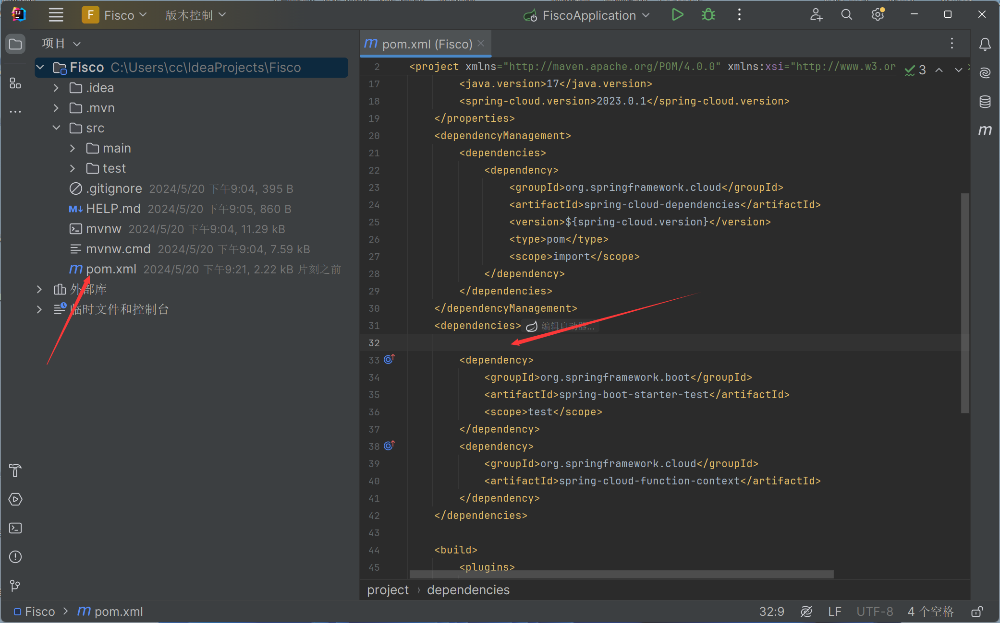 F Fisco 版本控制 FiscoApplication
项目
pom.xml (Fisco)
Fisco C:\Users\cc\IdeaProjects\Fisco
.idea
.mvn
src
main
test
.gitignore 2024/5/20 下午9:04, 395 B
M↓ HELP.md 2024/5/20 下午9:05, 860 B
mvnw 2024/5/20 下午9:04, 11.29 kB
mvnw.cmd 2024/5/20 下午9:04, 7.59 kB
m pom.xml 2024/5/20 下午9:21, 2.22 kB 片刻之前
外部库
临时文件和控制台
2 <project xmlns="http://maven.apache.org/POM/4.0.0" xmlns:xsi="http://www.w3.or 3
17 <java.version>17</java.version>
18 <spring-cloud.version>2023.0.1</spring-cloud.version>
19 </properties>
20 <dependencyManagement>
21 <dependencies>
22 <dependency>
23 <groupId>org.springframework.cloud</groupId>
24 <artifactId>spring-cloud-dependencies</artifactId>
25 <version>${spring-cloud.version}</version>
26 <type>pom</type>
27 <scope>import</scope>
28 </dependency>
29 </dependencies>
30 </dependencyManagement>
31 <dependencies> 编辑启动器...
32
33 <dependency>
34 <groupId>org.springframework.boot</groupId>
35 <artifactId>spring-boot-starter-test</artifactId>
36 <scope>test</scope>
37 </dependency>
38 <dependency>
39 <groupId>org.springframework.cloud</groupId>
40 <artifactId>spring-cloud-function-context</artifactId>
41 </dependency>
42 </dependencies>
43
44 <build>
45 <plugins>
project › dependencies
Fisco > m pom.xml
32:9 LF UTF-8 4 个空格